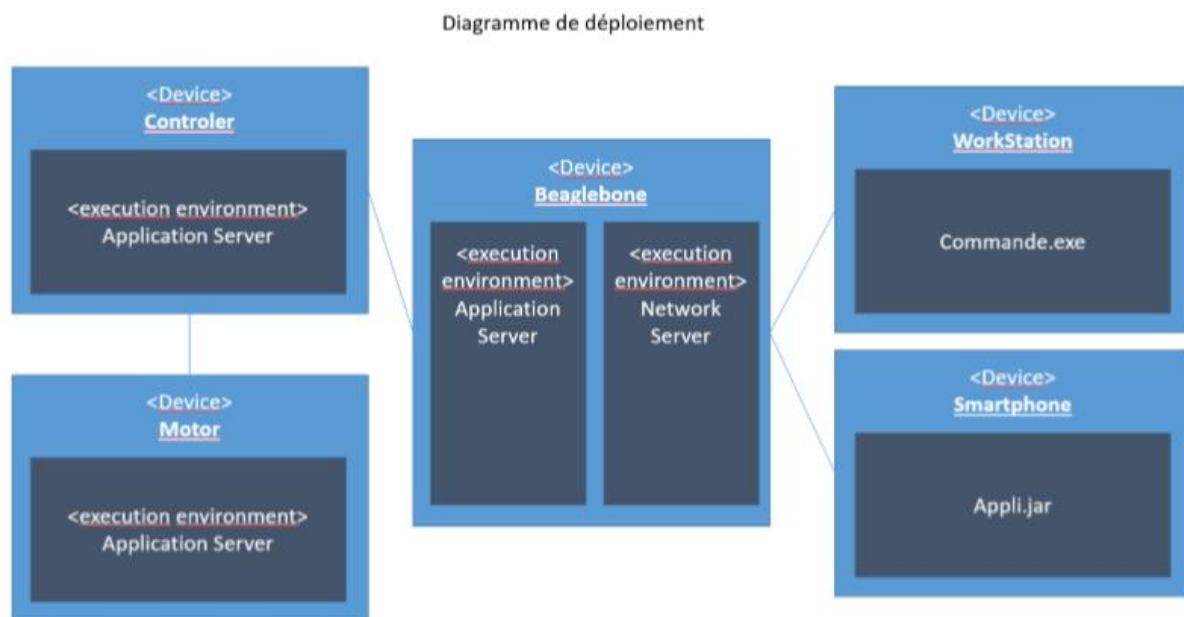 Diagramme de déploiement
<Device>
Controler
<execution environment>
Application Server
<Device>
Motor
<execution environment>
Application Server
<Device>
Beaglebone
<execution
environment>
Application
Server
<execution
environment>
Network
Server
<Device>
WorkStation
Commande.exe
<Device>
Smartphone
Appli.jar